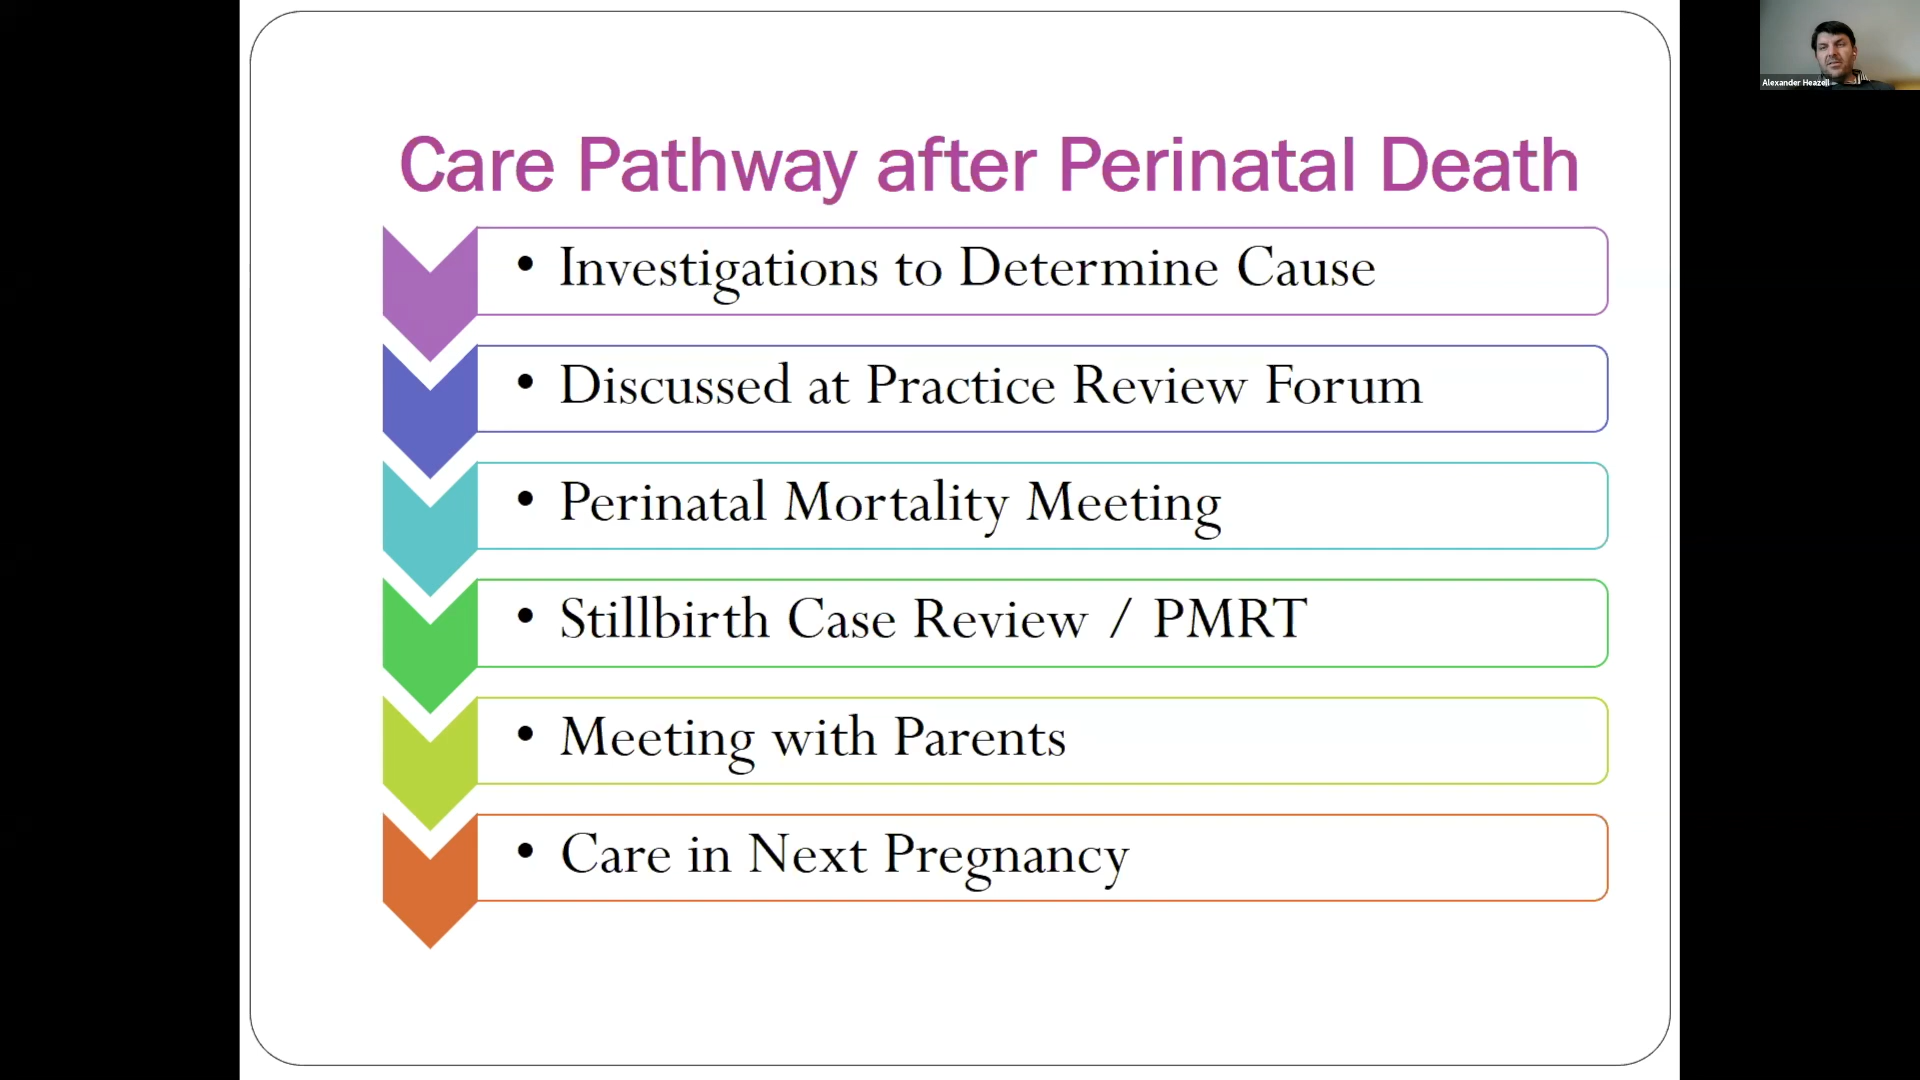 Care Pathway after Perinatal Death
• Investigations to Determine Cause
• Discussed at Practice Review Forum
• Perinatal Mortality Meeting
• Stillbirth Case Review / PMRT
• Meeting with Parents
• Care in Next Pregnancy
Alexander Heazell